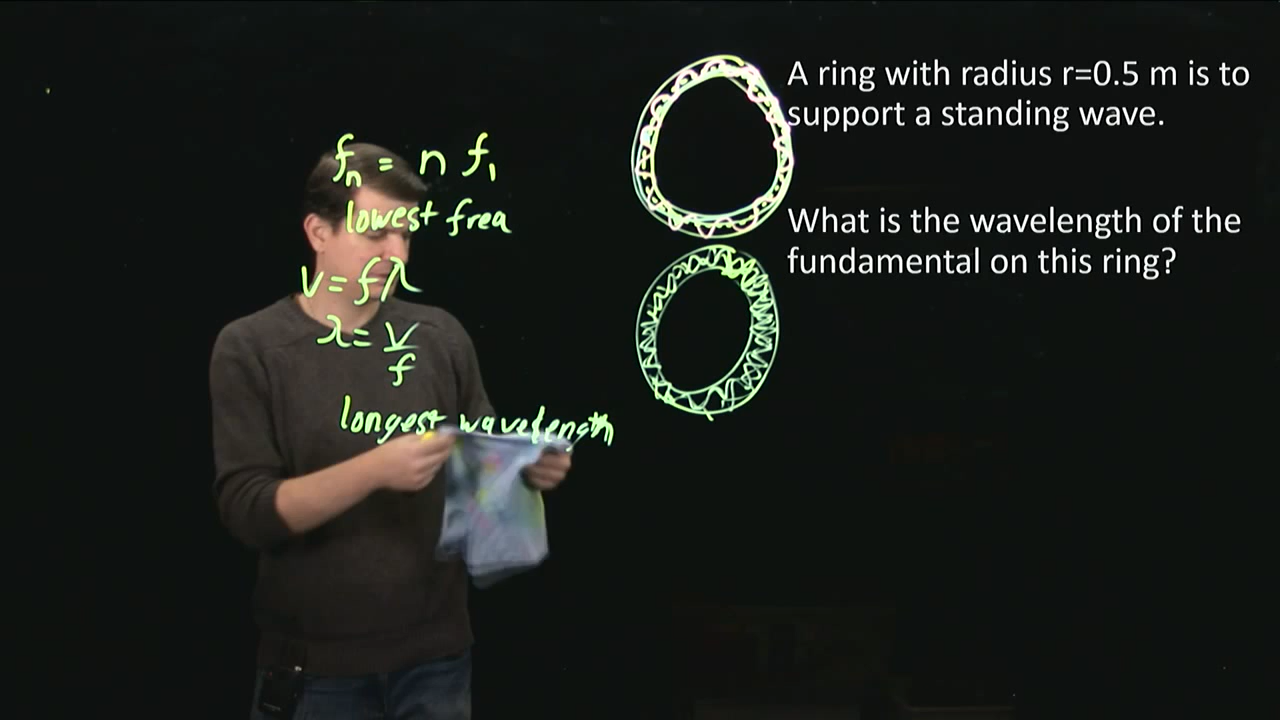 fₙ = n f₁
lowest freq
v = fλ
λ = v/f
longest wavelength
A ring with radius r=0.5 m is to
support a standing wave.
What is the wavelength of the
fundamental on this ring?